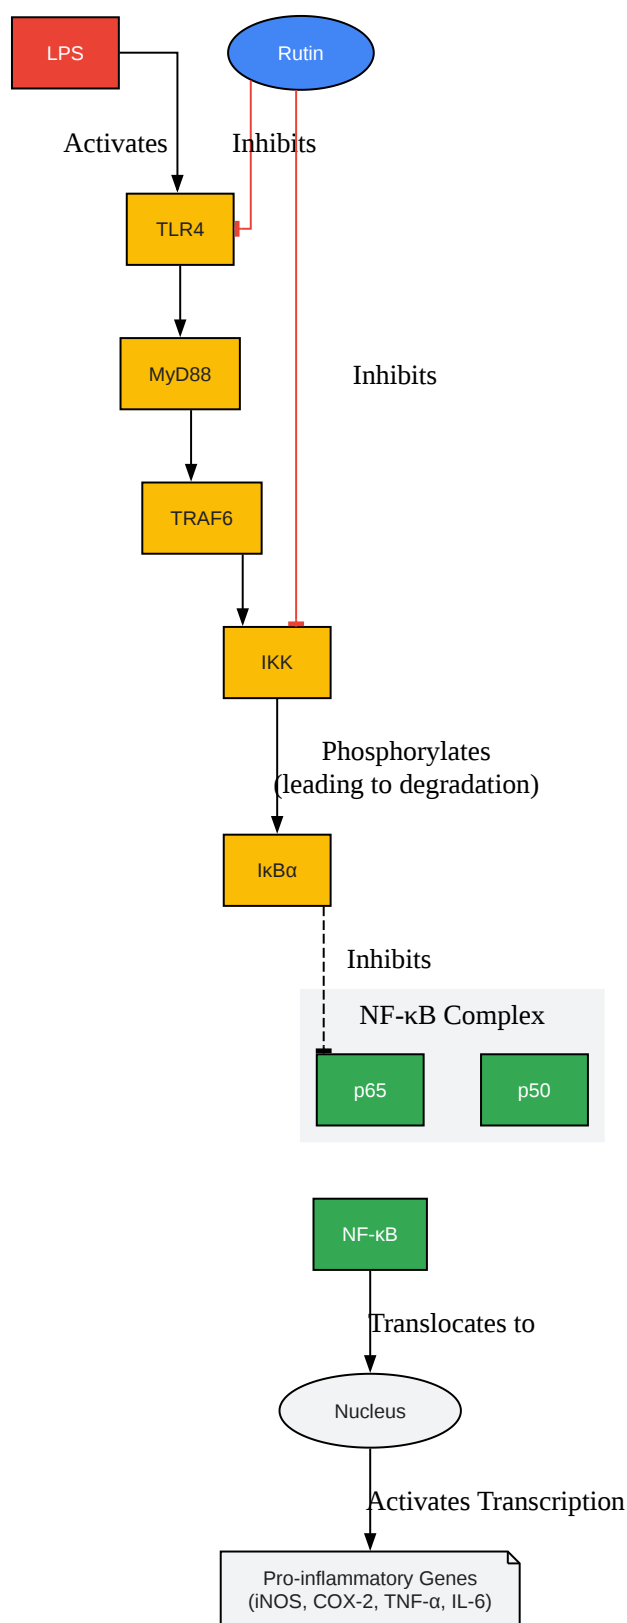 LPS
Rutin
Activates
Inhibits
TLR4
MyD88
Inhibits
TRAF6
IKK
Phosphorylates
(leading to degradation)
IκBα
Inhibits
NF-κB Complex
p65
p50
NF-κB
Translocates to
Nucleus
Activates Transcription
Pro-inflammatory Genes
(iNOS, COX-2, TNF-α, IL-6)